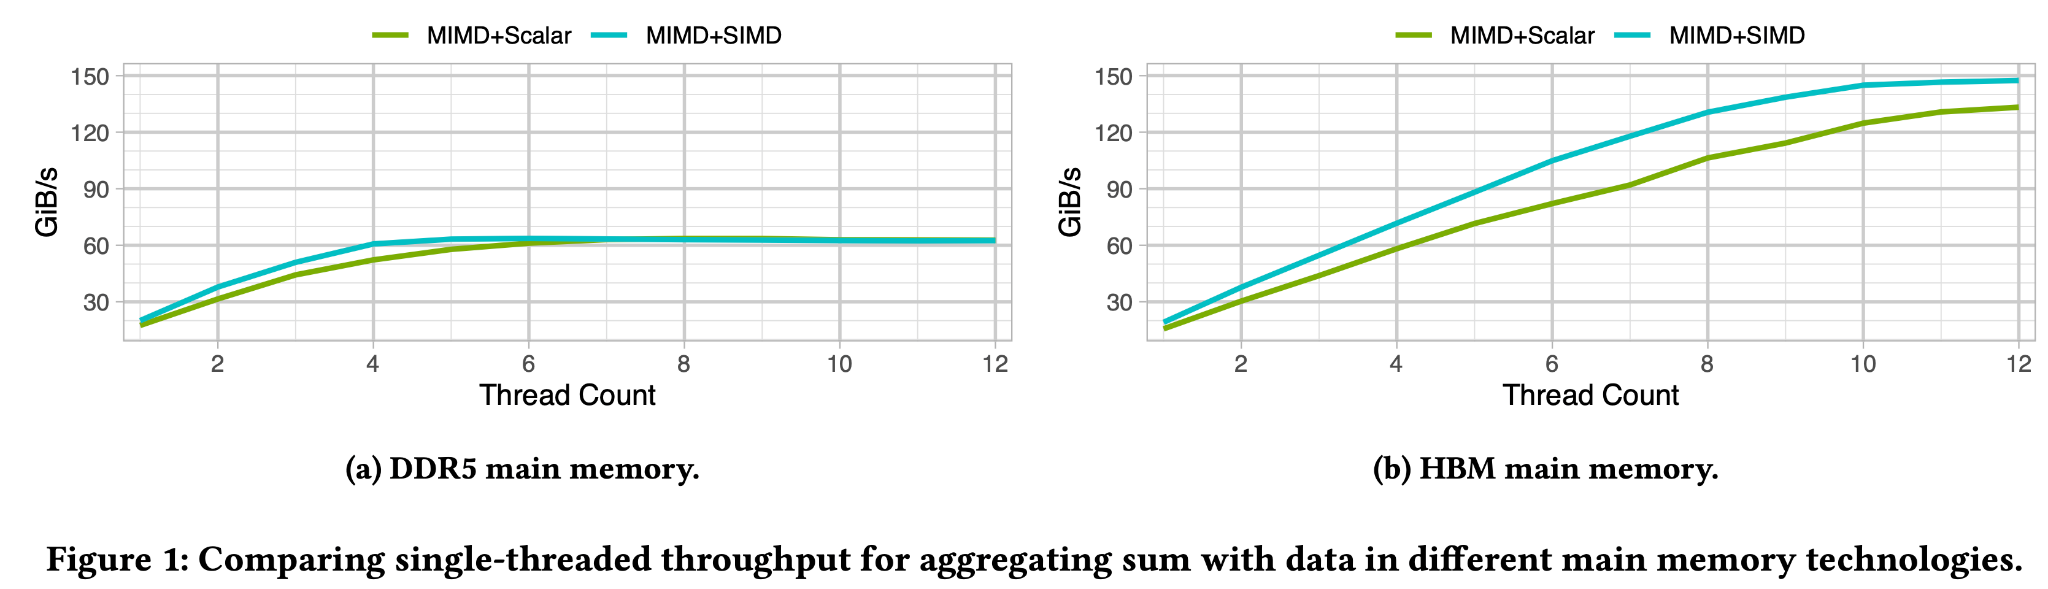 MIMD+Scalar MIMD+SIMD
150
120
90
60
30
GiB/s
2 4 6 8 10 12
Thread Count
(a) DDR5 main memory.
MIMD+Scalar MIMD+SIMD
150
120
90
60
30
GiB/s
2 4 6 8 10 12
Thread Count
(b) HBM main memory.
Figure 1: Comparing single-threaded throughput for aggregating sum with data in different main memory technologies.